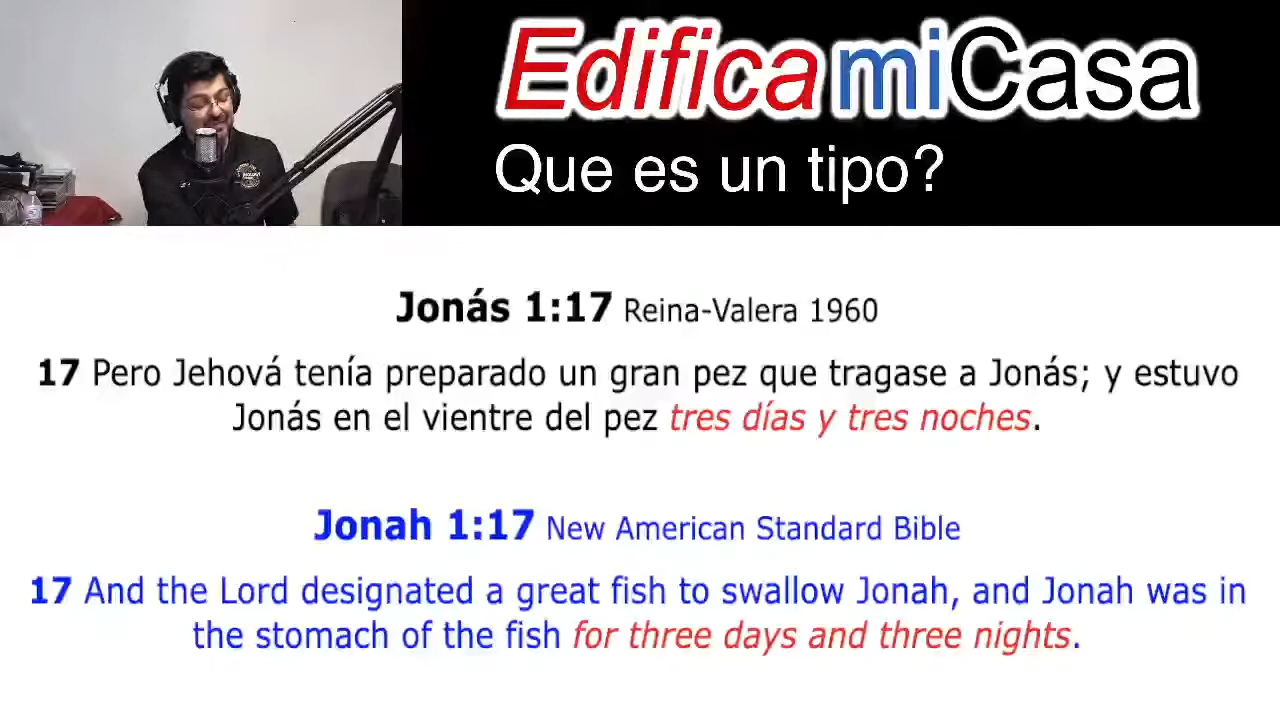 Edifica mi Casa
Que es un tipo?
Jonás 1:17 Reina-Valera 1960
17 Pero Jehová tenía preparado un gran pez que tragase a Jonás; y estuvo
Jonás en el vientre del pez tres días y tres noches.
Jonah 1:17 New American Standard Bible
17 And the Lord designated a great fish to swallow Jonah, and Jonah was in
the stomach of the fish for three days and three nights.